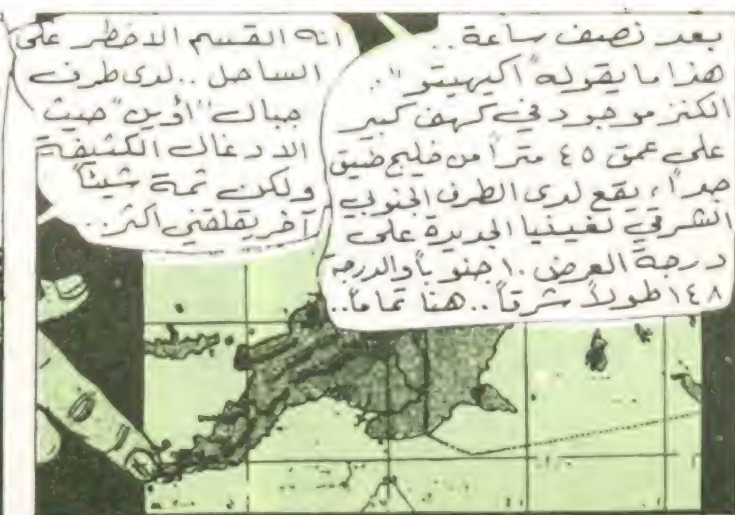 بعد نصف ساعة..
هذا ما يقوله "اكيهيتو"..
الكنز موجود في كهف كبير
على عمق ٤٥ متراً من خليج ضيق
جداً، يقع لدى الطرف الجنوبي
الشرقي لغينيا الجديدة على
درجة العرض ١٠ جنوباً والدرجة
١٤٨ طولاً شرقاً.. هنا تماماً..
انه القسم الاخطر على
الساحل.. لدى طرف
جبال "اوين" حيث
الادغال الكثيفة
ولكن ثمة شيئاً
آخر يقلقني اكثر..